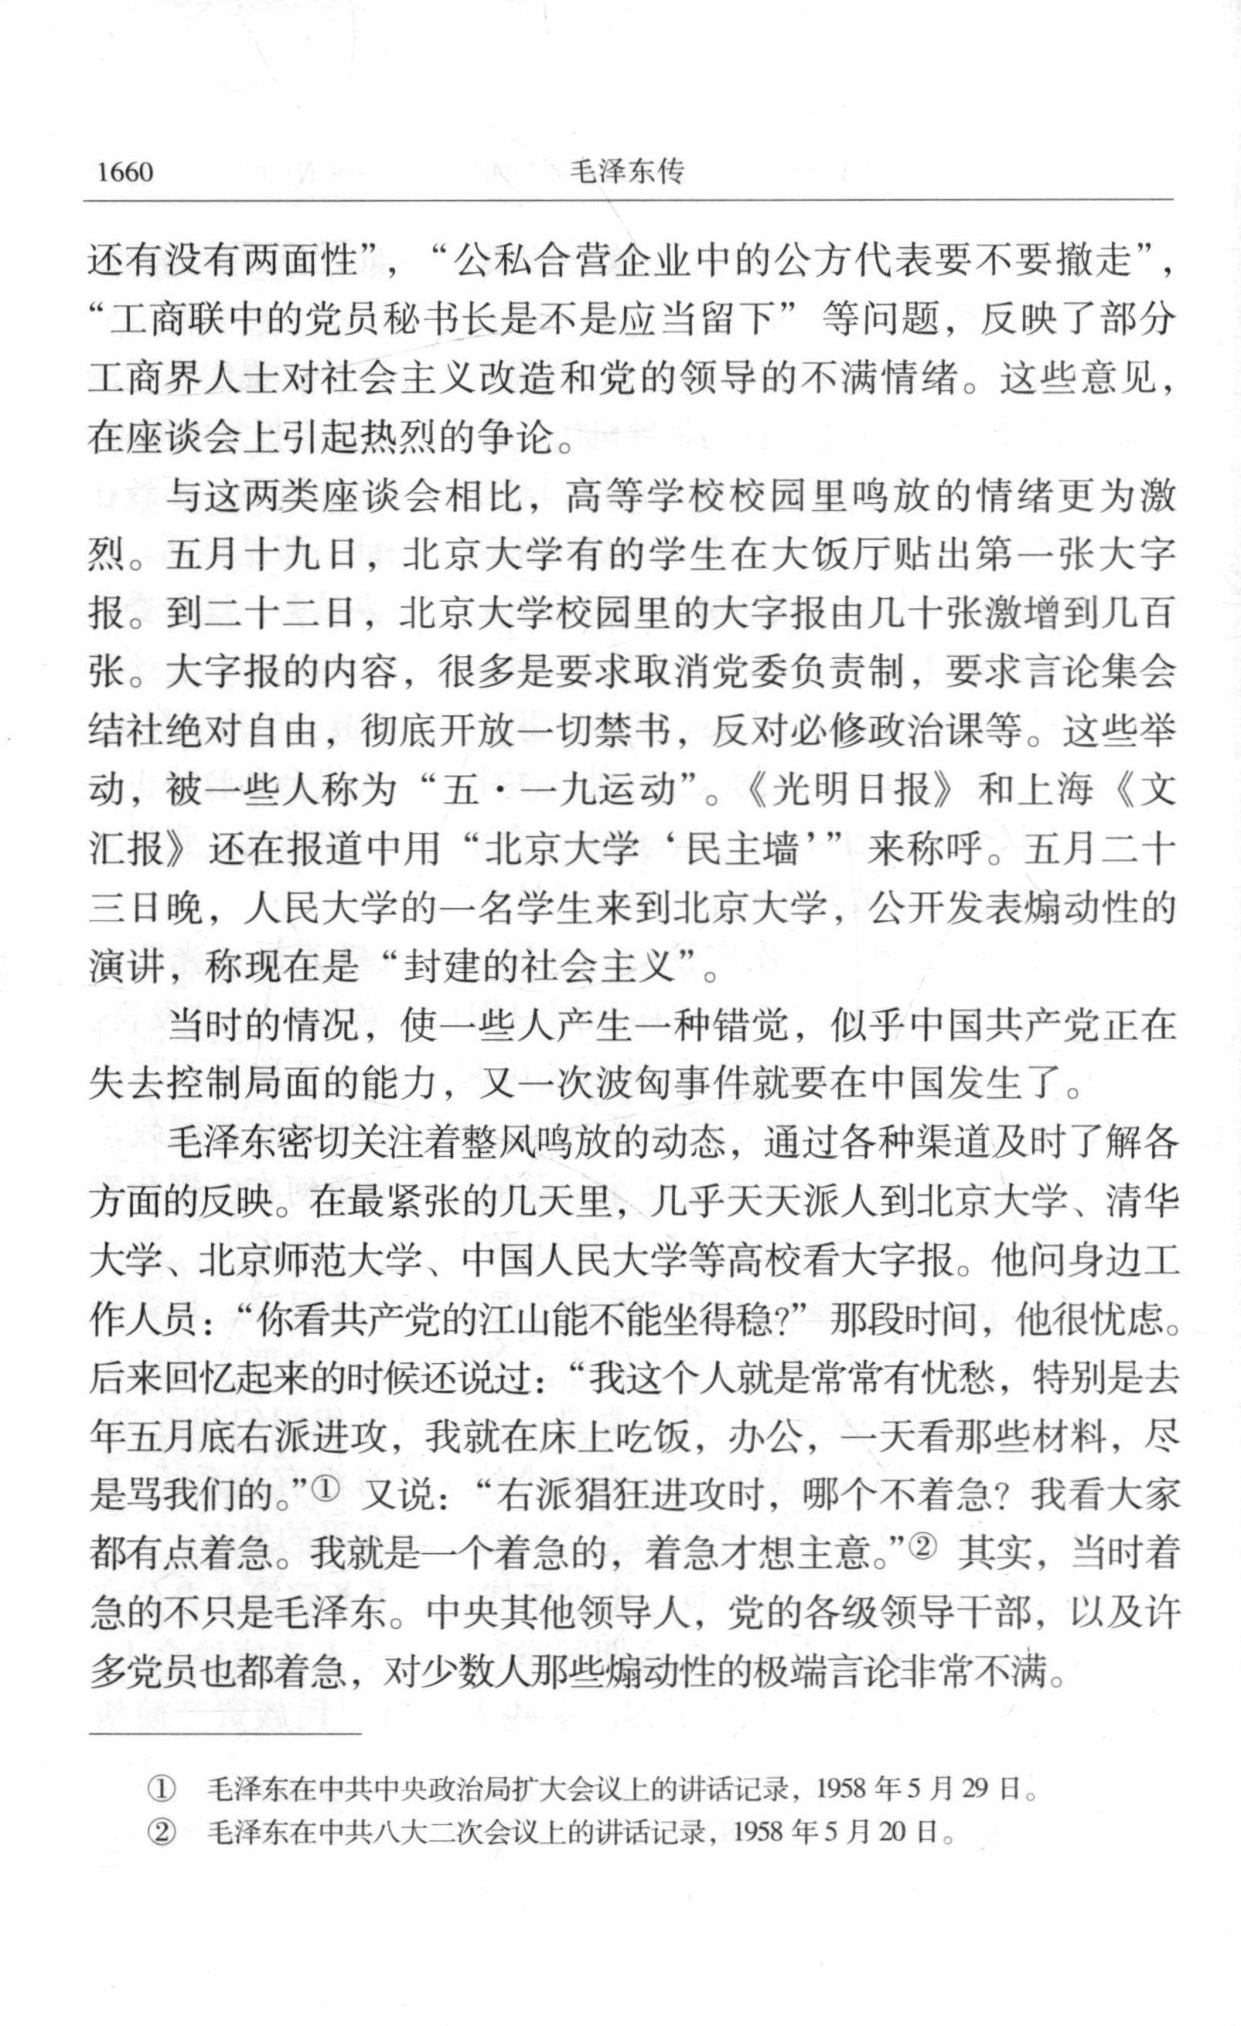 1660
毛泽东传
还有没有两面性”，“公私合营企业中的公方代表要不要撤走”，
“工商联中的党员秘书长是不是应当留下”等问题，反映了部分
工商界人士对社会主义改造和党的领导的不满情绪。这些意见，
在座谈会上引起热烈的争论。
与这两类座谈会相比，高等学校校园里鸣放的情绪更为激
烈。五月十九日，北京大学有的学生在大饭厅贴出第一张大字
报。到二十二日，北京大学校园里的大字报由几十张激增到几百
张。大字报的内容，很多是要求取消党委负责制，要求言论集会
结社绝对自由，彻底开放一切禁书，反对必修政治课等。这些举
动，被一些人称为“五·一九运动”。《光明日报》和上海《文
汇报》还在报道中用“北京大学‘民主墙’”来称呼。五月二十
三日晚，人民大学的一名学生来到北京大学，公开发表煽动性的
演讲，称现在是“封建的社会主义”。
当时的情况，使一些人产生一种错觉，似乎中国共产党正在
失去控制局面的能力，又一次波匈事件就要在中国发生了。
毛泽东密切关注着整风鸣放的动态，通过各种渠道及时了解各
方面的反映。在最紧张的几天里，几乎天天派人到北京大学、清华
大学、北京师范大学、中国人民大学等高校看大字报。他问身边工
作人员：“你看共产党的江山能不能坐得稳？”那段时间，他很忧虑。
后来回忆起来的时候还说过：“我这个人就是常常有忧愁，特别是去
年五月底右派进攻，我就在床上吃饭，办公，一天看那些材料，尽
是骂我们的。”① 又说：“右派猖狂进攻时，哪个不着急？我看大家
都有点着急。我就是一个着急的，着急才想主意。”② 其实，当时着
急的不只是毛泽东。中央其他领导人，党的各级领导干部，以及许
多党员也都着急，对少数人那些煽动性的极端言论非常不满。
① 毛泽东在中共中央政治局扩大会议上的讲话记录，1958 年 5 月 29 日。
② 毛泽东在中共八大二次会议上的讲话记录，1958 年 5 月 20 日。